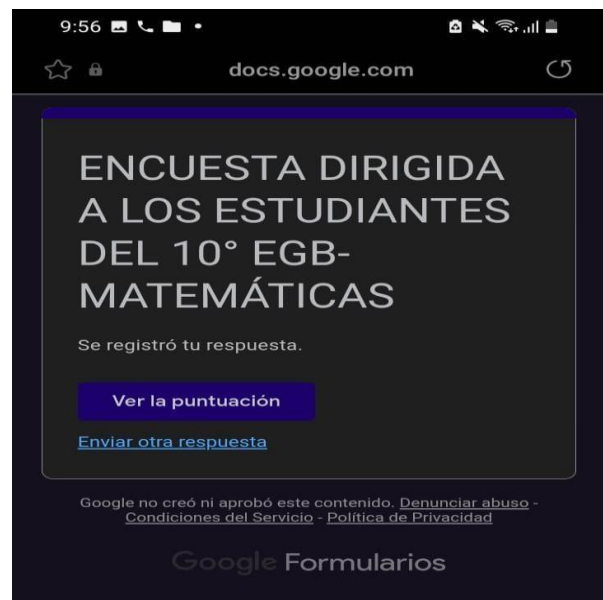 9:56
docs.google.com
ENCUESTA DIRIGIDA
A LOS ESTUDIANTES
DEL 10° EGB-
MATEMÁTICAS
Se registró tu respuesta.
Ver la puntuación
Enviar otra respuesta
Google no creó ni aprobó este contenido. Denunciar abuso -
Condiciones del Servicio - Política de Privacidad
Google Formularios